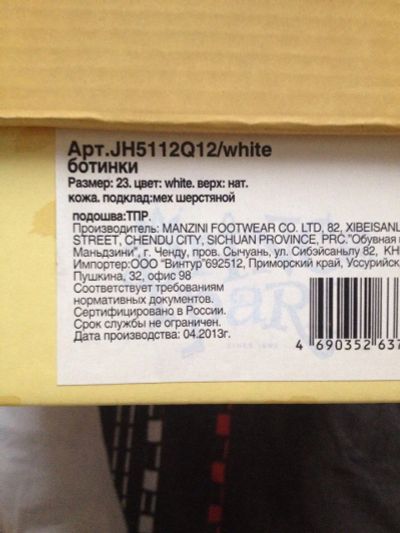 Арт.JH5112Q12/white
ботинки
Размер: 23. цвет: white. верх: нат.
кожа. подклад:мех шерстяной
подошва:ТПР.
Производитель: MANZINI FOOTWEAR CO. LTD, 82, XIBEISANL
STREET, CHENDU CITY, SICHUAN PROVINCE, PRC."Обувная
Маньдзини", г. Ченду, пров. Сычуань, ул. Сибэйсаньлу 82, КН
Импортер:ООО "Винтур"692512, Приморский край, Уссурийск
Пушкина, 32, офис 98
Соответствует требованиям
нормативных документов.
Сертифицировано в России.
Срок службы не ограничен.
Дата производства: 04.2013г.
4 690352 637